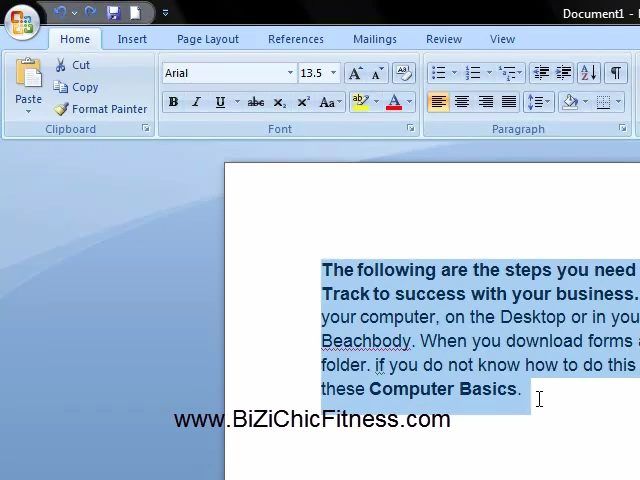 Document1 -
Home Insert Page Layout References Mailings Review View
Paste
Cut
Copy
Format Painter
Clipboard
Arial 13.5
Font
Paragraph
The following are the steps you need
Track to success with your business.
your computer, on the Desktop or in you
Beachbody. When you download forms a
folder. if you do not know how to do this
these Computer Basics.
www.BiZiChicFitness.com